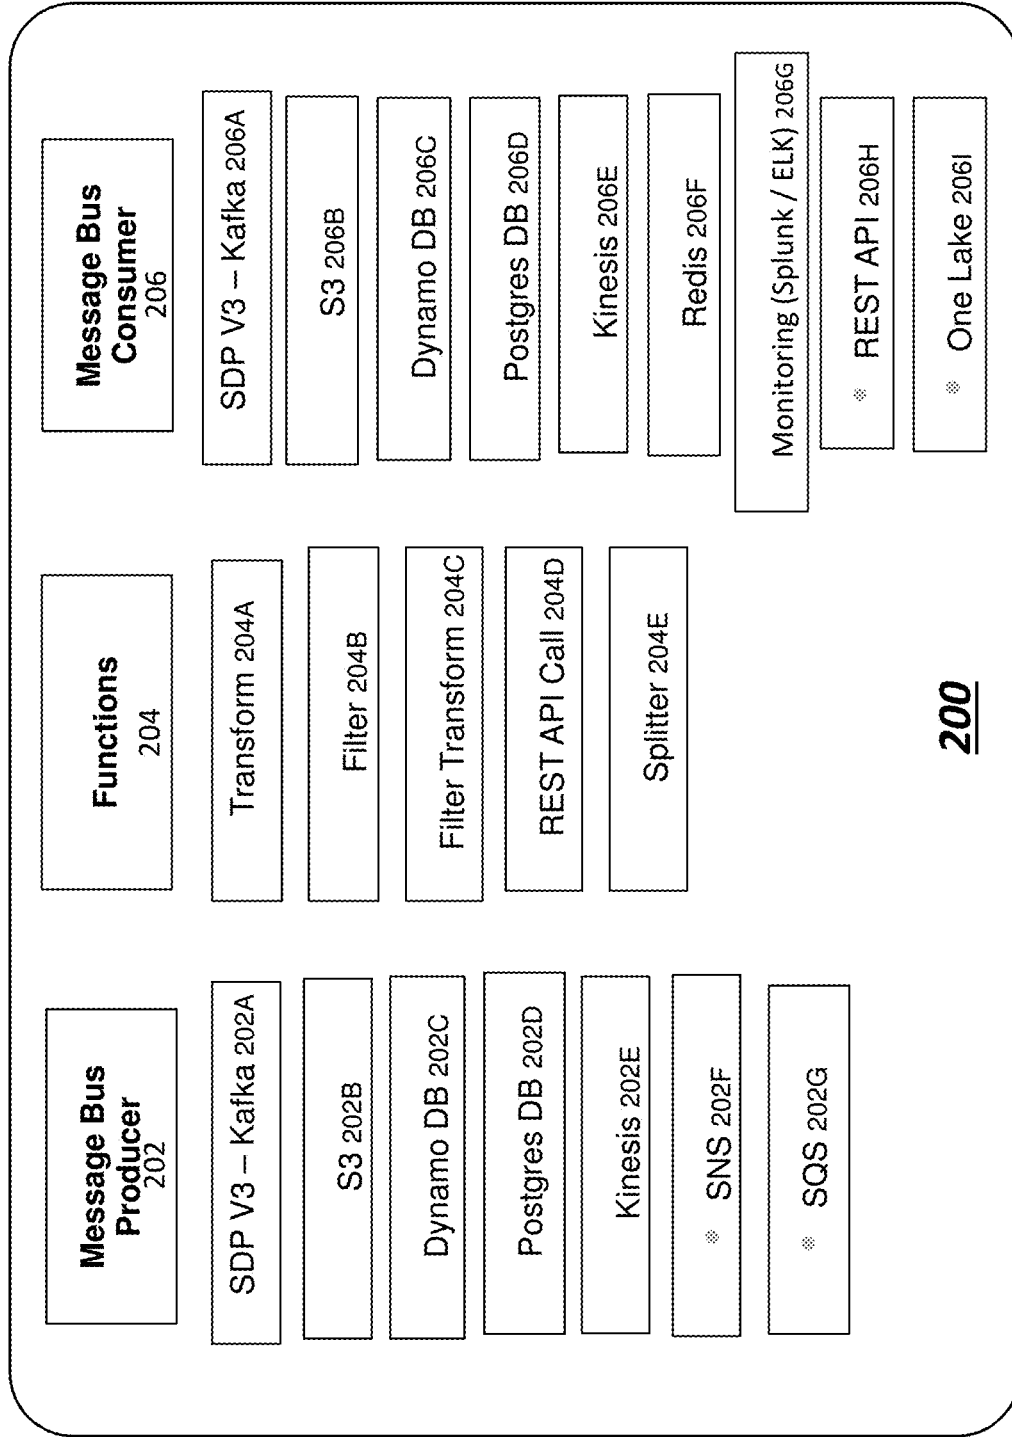 Message Bus
Producer
202
SDP V3 – Kafka 202A
S3 202B
Dynamo DB 202C
Postgres DB 202D
Kinesis 202E
SNS 202F
SQS 202G
Functions
204
Transform 204A
Filter 204B
Filter Transform 204C
REST API Call 204D
Splitter 204E
Message Bus
Consumer
206
SDP V3 – Kafka 206A
S3 206B
Dynamo DB 206C
Postgres DB 206D
Kinesis 206E
Redis 206F
Monitoring (Splunk / ELK) 206G
REST API 206H
One Lake 206I
200